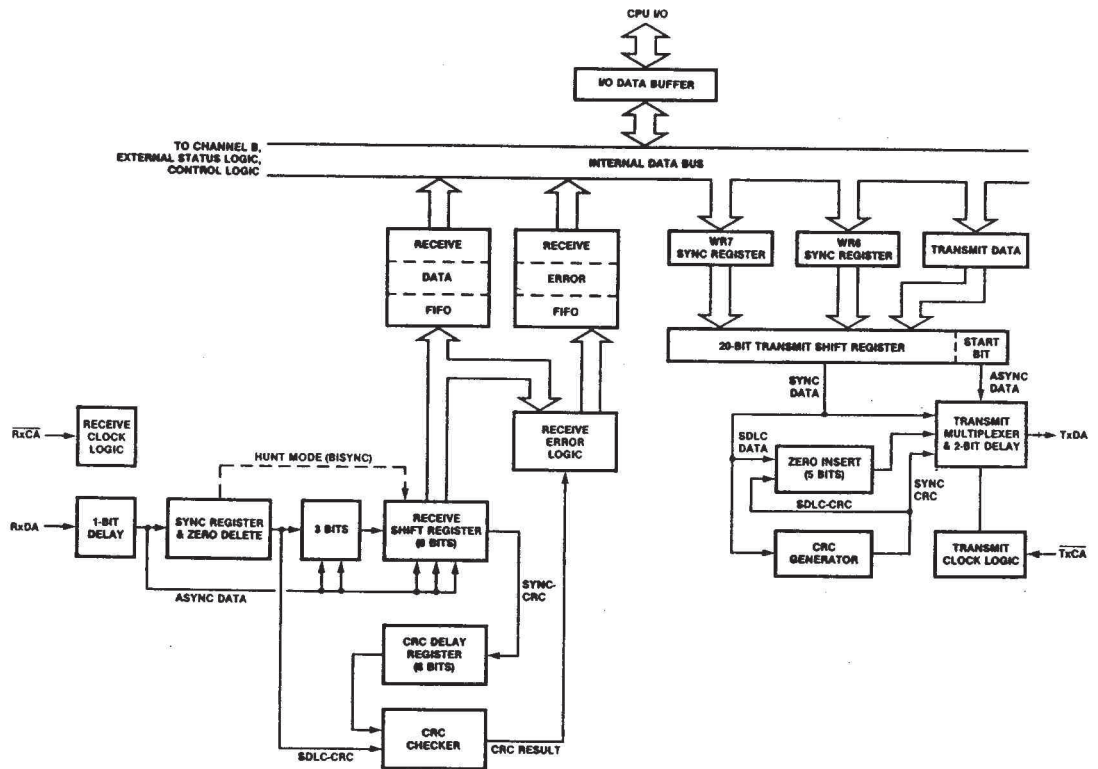 CPU I/O
I/O DATA BUFFER
TO CHANNEL B,
EXTERNAL STATUS LOGIC,
CONTROL LOGIC
INTERNAL DATA BUS
RECEIVE
DATA
FIFO
RECEIVE
ERROR
FIFO
WR7
SYNC REGISTER
WR6
SYNC REGISTER
TRANSMIT DATA
20-BIT TRANSMIT SHIFT REGISTER
START
BIT
SYNC
DATA
ASYNC
DATA
RxCA
RECEIVE
CLOCK
LOGIC
RECEIVE
ERROR
LOGIC
TRANSMIT
MULTIPLEXER
& 2-BIT DELAY
TxDA
HUNT MODE (BISYNC)
SDLC
DATA
ZERO INSERT
(5 BITS)
SYNC
CRC
SDLC-CRC
RxDA
1-BIT
DELAY
SYNC REGISTER
& ZERO DELETE
3 BITS
RECEIVE
SHIFT REGISTER
(8 BITS)
CRC
GENERATOR
TRANSMIT
CLOCK LOGIC
TxCA
ASYNC DATA
SYNC-
CRC
CRC DELAY
REGISTER
(8 BITS)
CRC
CHECKER
SDLC-CRC
CRC RESULT